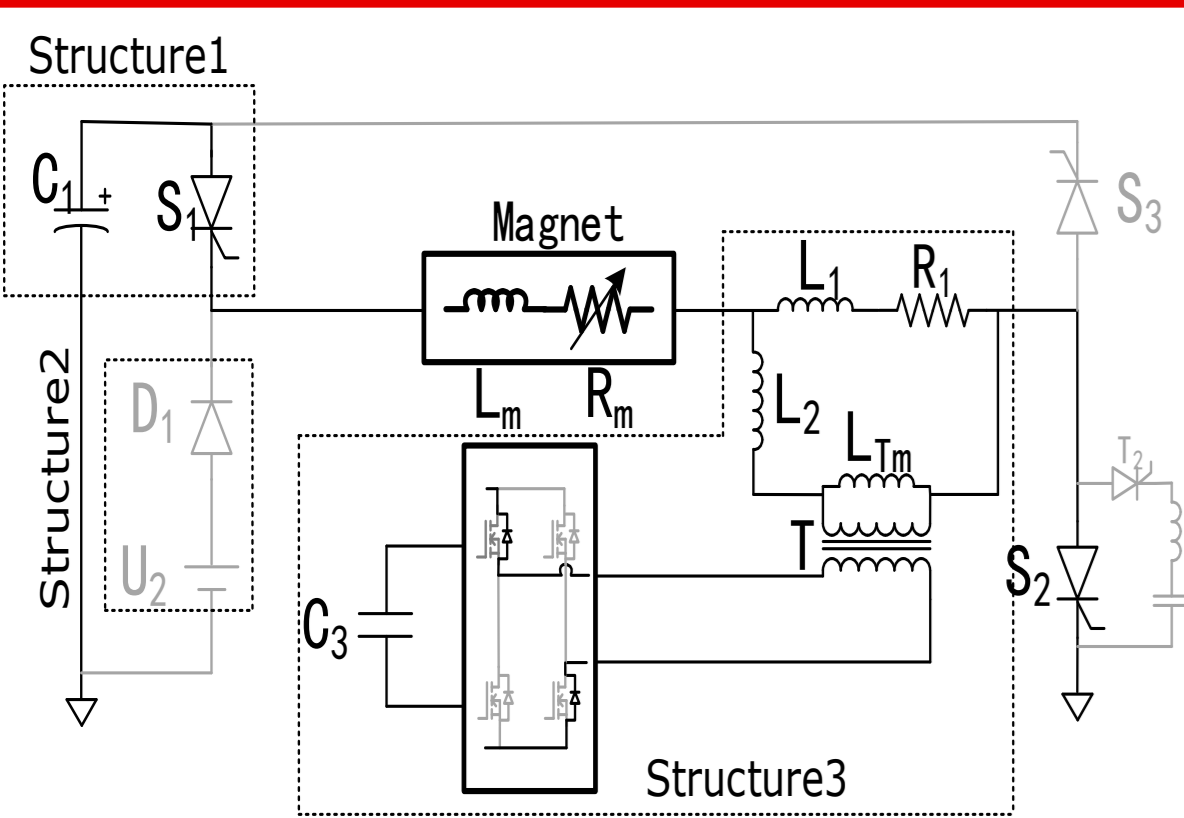 Structure1
C1
+
S1
S3
Magnet
L1
R1
Lm
Rm
Structure2
D1
L2
LTm
T2
U2
T
S2
C3
Structure3